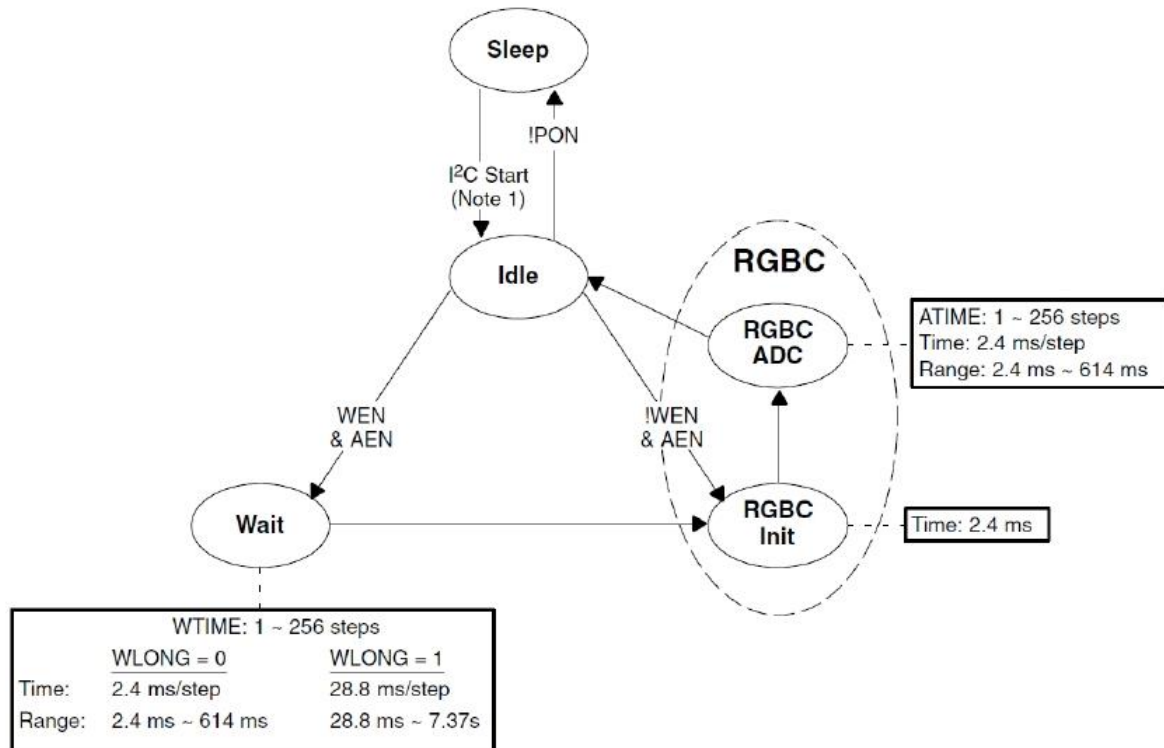 Sleep
!PON
I²C Start
(Note 1)
Idle
RGBC
RGBC
ADC
ATIME: 1 ~ 256 steps
Time: 2.4 ms/step
Range: 2.4 ms ~ 614 ms
WEN
& AEN
!WEN
& AEN
Wait
RGBC
Init
Time: 2.4 ms
WTIME: 1 ~ 256 steps
WLONG = 0 WLONG = 1
Time: 2.4 ms/step 28.8 ms/step
Range: 2.4 ms ~ 614 ms 28.8 ms ~ 7.37s